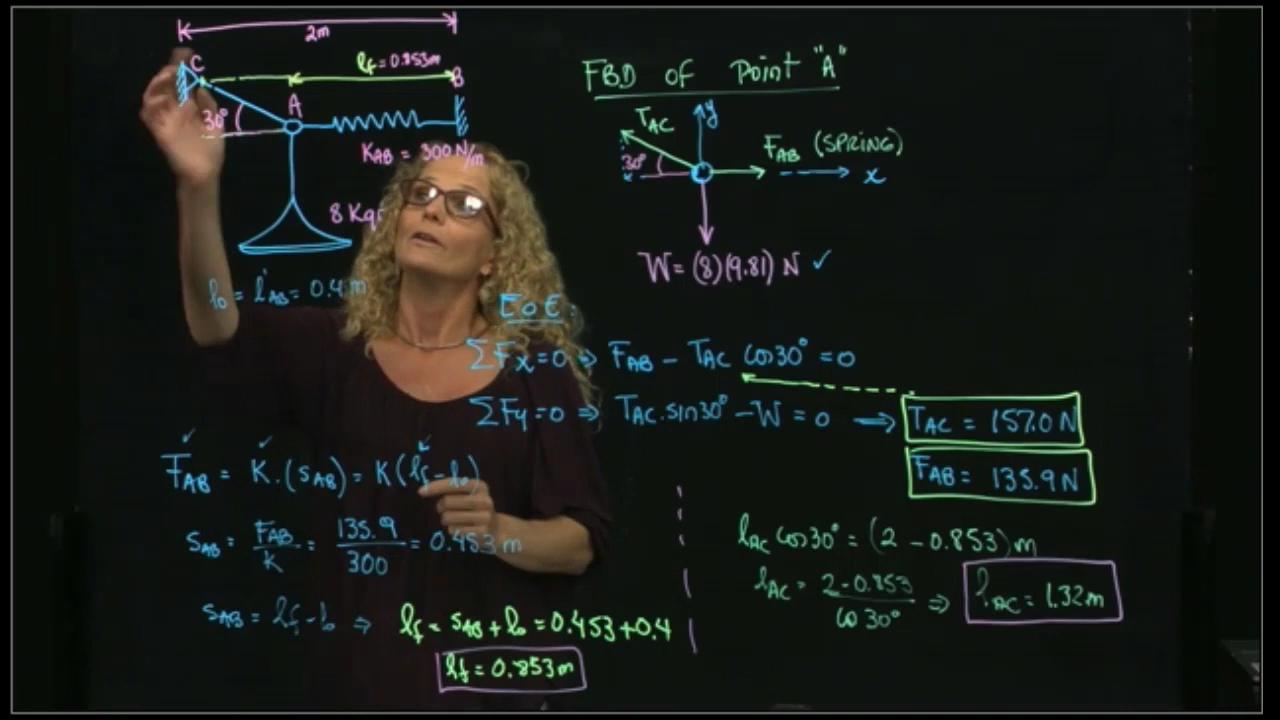 2m
C
lf = 0.853m
B
A
30°
KAB = 300 N/m
8 Kg
l₀ = l'AB = 0.4 m
FBD of Point "A"
TAC
y
FAB (SPRING)
30°
x
W = (8)(9.81) N ✓
EoE:
ΣFx = 0 ⇒ FAB - TAC cos30° = 0
ΣFy = 0 ⇒ TAC . sin30° - W = 0 ⇒ TAC = 157.0 N
FAB = 135.9 N
FAB = K . (SAB) = K (lf - l₀)
SAB = FAB/K = 135.9/300 = 0.453 m
SAB = lf - l₀ ⇒ lf = SAB + l₀ = 0.453 + 0.4
lf = 0.853m
lAC cos30° = (2 - 0.853) m
lAC = 2 - 0.853 / cos 30° ⇒ lAC = 1.32m